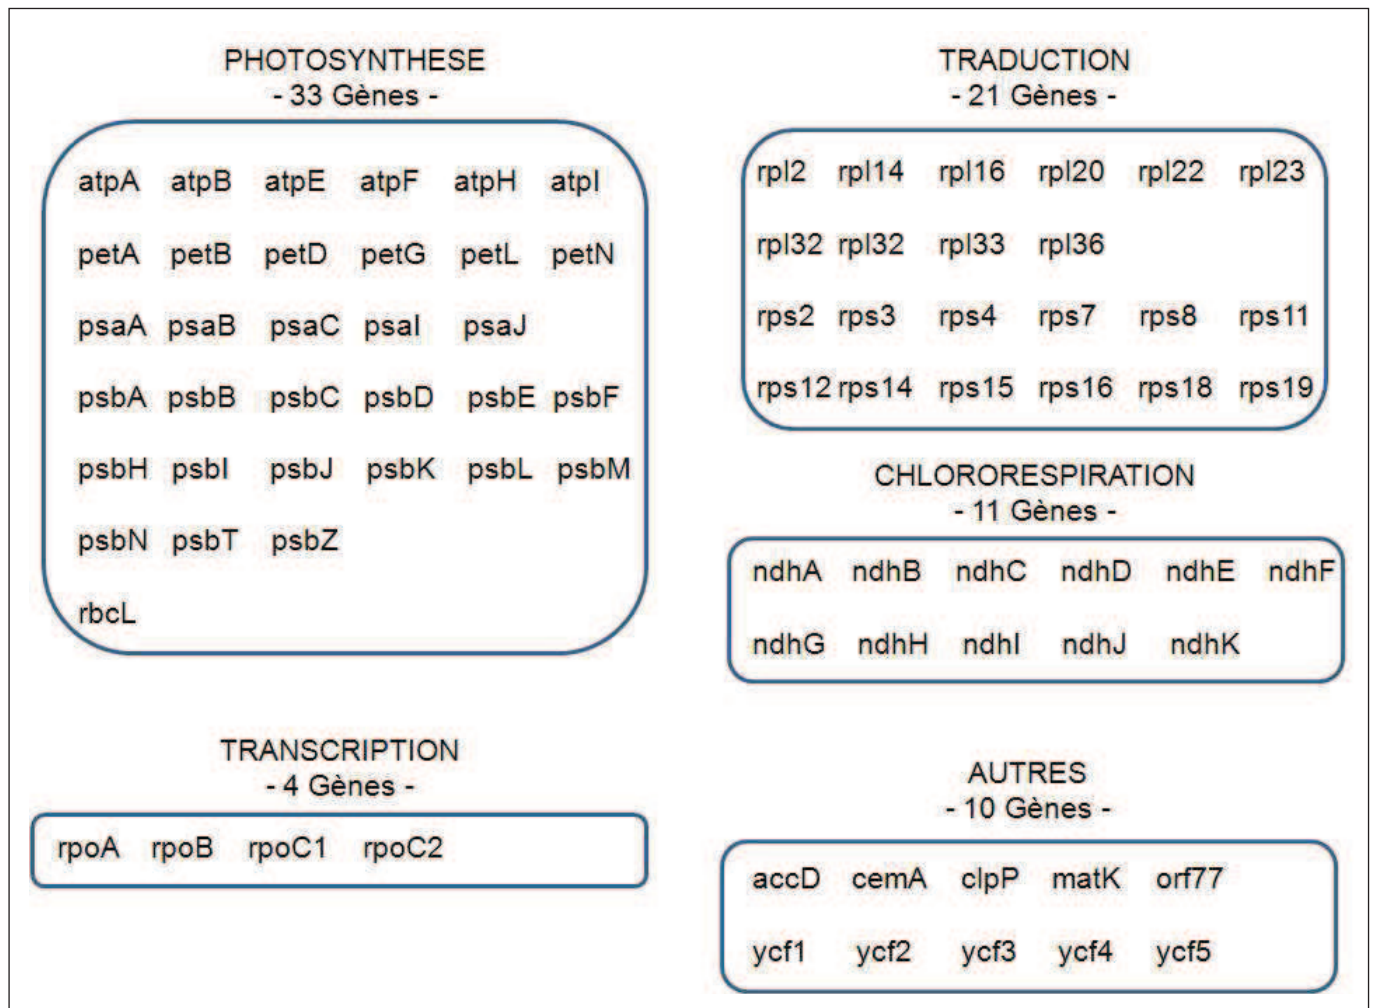 PHOTOSYNTHESE
- 33 Gènes -
atpA atpB atpE atpF atpH atpI
petA petB petD petG petL petN
psaA psaB psaC psaI psaJ
psbA psbB psbC psbD psbE psbF
psbH psbI psbJ psbK psbL psbM
psbN psbT psbZ
rbcL
TRADUCTION
- 21 Gènes -
rpl2 rpl14 rpl16 rpl20 rpl22 rpl23
rpl32 rpl32 rpl33 rpl36
rps2 rps3 rps4 rps7 rps8 rps11
rps12 rps14 rps15 rps16 rps18 rps19
CHLORORESPIRATION
- 11 Gènes -
ndhA ndhB ndhC ndhD ndhE ndhF
ndhG ndhH ndhI ndhJ ndhK
TRANSCRIPTION
- 4 Gènes -
rpoA rpoB rpoC1 rpoC2
AUTRES
- 10 Gènes -
accD cemA clpP matK orf77
ycf1 ycf2 ycf3 ycf4 ycf5